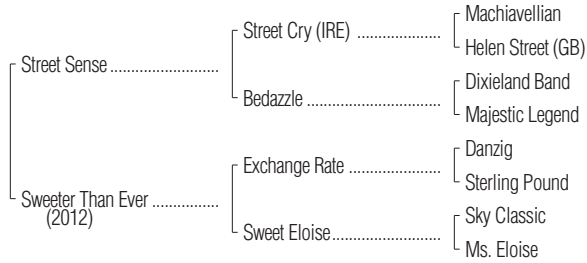 Machiavellian
Street Cry (IRE) ..................
Helen Street (GB)
Street Sense ........................
Dixieland Band
Bedazzle .............................
Majestic Legend
Danzig
Exchange Rate ....................
Sterling Pound
Sweeter Than Ever ...............
(2012)
Sky Classic
Sweet Eloise ........................
Ms. Eloise